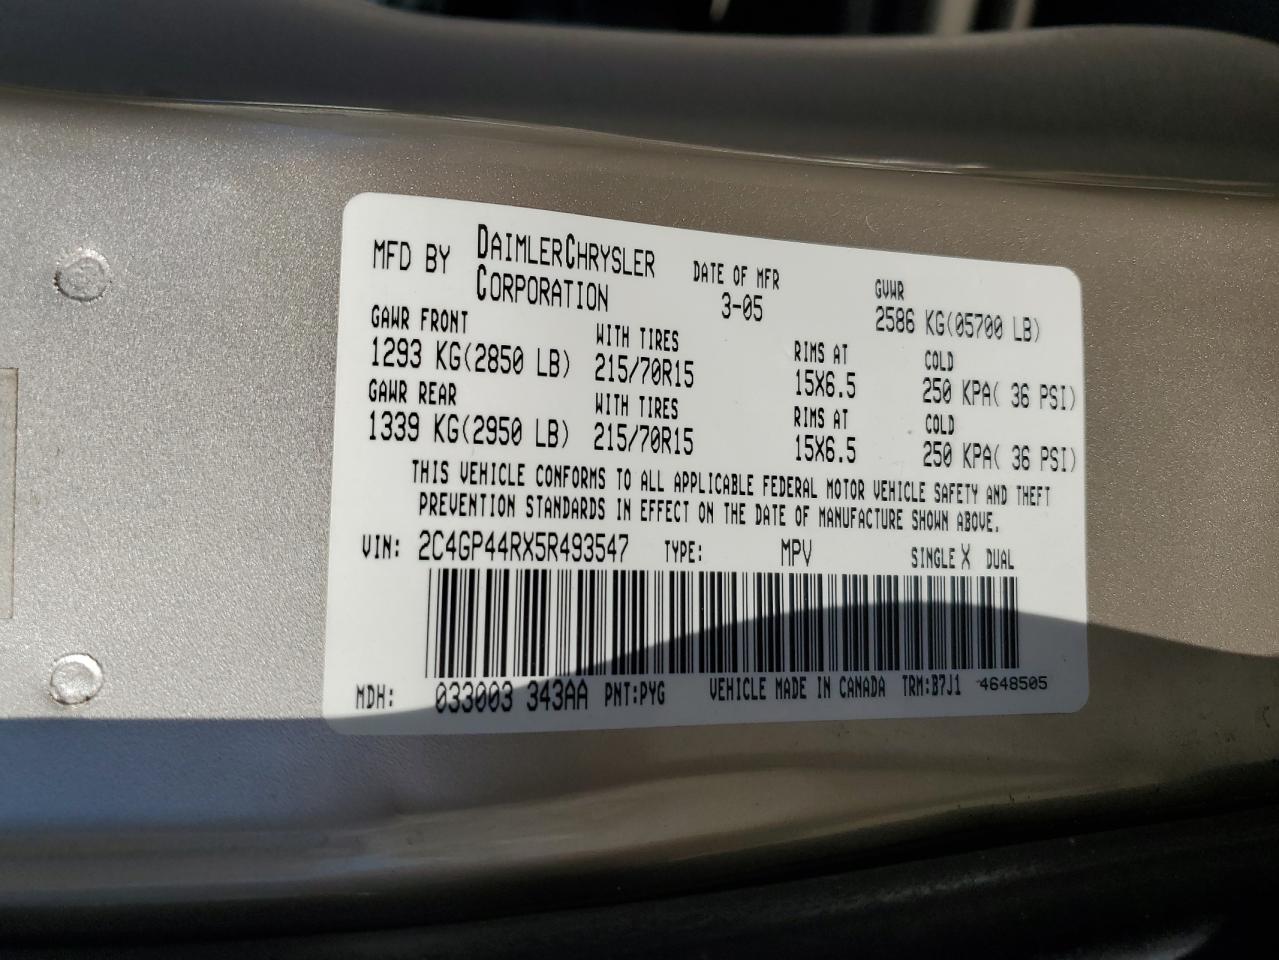 MFD BY DAIMLERCHRYSLER CORPORATION DATE OF MFR 3-05 GVWR 2586 KG(05700 LB)
GAWR FRONT WITH TIRES RIMS AT COLD
1293 KG(2850 LB) 215/70R15 15X6.5 250 KPA( 36 PSI)
GAWR REAR WITH TIRES RIMS AT COLD
1339 KG(2950 LB) 215/70R15 15X6.5 250 KPA( 36 PSI)
THIS VEHICLE CONFORMS TO ALL APPLICABLE FEDERAL MOTOR VEHICLE SAFETY AND THEFT
PREVENTION STANDARDS IN EFFECT ON THE DATE OF MANUFACTURE SHOWN ABOVE.
VIN: 2C4GP44RX5R493547 TYPE: MPV SINGLE X DUAL
MDH: 033003 343AA PNT:PYG VEHICLE MADE IN CANADA TRM:B7J1 4648505